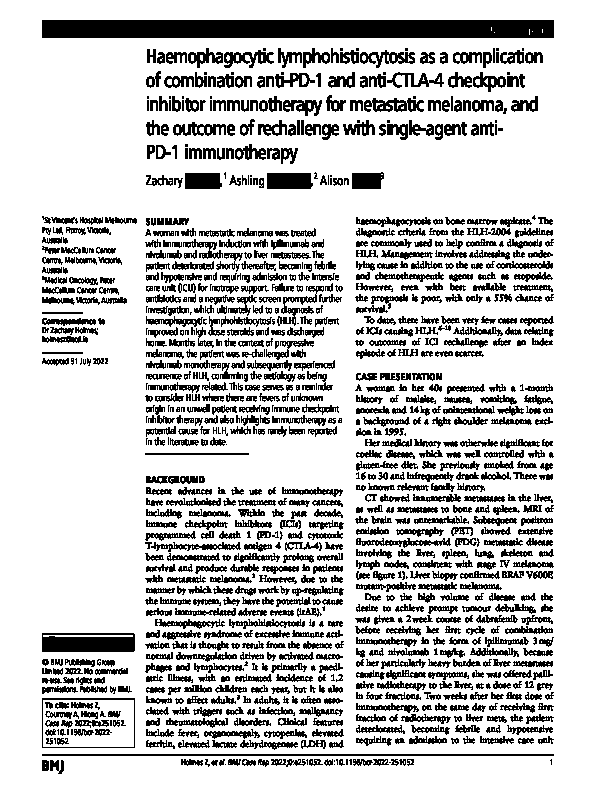 Haemophagocytic lymphohistiocytosis as a complication
of combination anti-PD-1 and anti-CTLA-4 checkpoint
inhibitor immunotherapy for metastatic melanoma, and
the outcome of rechallenge with single-agent anti-
PD-1 immunotherapy
Zachary ,1 Ashling ,2 Alison 3
1St Vincent's Hospital Melbourne
Pty Ltd, Fitzroy, Victoria,
Australia
2Peter MacCallum Cancer
Centre, Melbourne, Victoria,
Australia
3Medical Oncology, Peter
MacCallum Cancer Centre,
Melbourne, Victoria, Australia
Correspondence to
Dr Zachary Holmes;
Accepted 31 July 2022
© BMJ Publishing Group
Limited 2022. No commercial
re-use. See rights and
permissions. Published by BMJ.
To cite: Holmes Z,
Courtney A, Hiong A. BMJ
Case Rep 2022;
doi:10.1136/bcr-2022-
251052
SUMMARY
A woman with metastatic melanoma was treated
with immunotherapy induction with ipilimumab and
nivolumab and radiotherapy to liver metastases. The
patient deteriorated shortly thereafter, becoming febrile
and hypotensive and requiring admission to the intensive
care unit (ICU) for inotrope support. Failure to respond to
antibiotics and a negative septic screen prompted further
investigation, which ultimately led to a diagnosis of
haemophagocytic lymphohistiocytosis (HLH). The patient
improved on high dose steroids and was discharged
home. Months later, in the context of progressive
melanoma, the patient was re-challenged with
nivolumab monotherapy and subsequently experienced
recurrence of HLH, confirming the aetiology as being
immunotherapy related. This case serves as a reminder
to consider HLH where there are fevers of unknown
origin in an unwell patient receiving immune checkpoint
inhibitor therapy and also highlights immunotherapy as a
potential cause for HLH, which has rarely been reported
in the literature to date.
BACKGROUND
Recent advances in the use of immunotherapy
have revolutionised the treatment of many cancers,
including melanoma. Within the past decade,
immune checkpoint inhibitors (ICIs) targeting
programmed cell death 1 (PD-1) and cytotoxic
T-lymphocyte-associated antigen 4 (CTLA-4) have
been demonstrated to significantly prolong overall
survival and produce durable responses in patients
with metastatic melanoma.1 However, due to the
manner by which these drugs work by up-regulating
the immune system, they have the potential to cause
serious immune-related adverse events (irAE).1
Haemophagocytic lymphohistiocytosis is a rare
and aggressive syndrome of excessive immune acti-
vation that is thought to result from the absence of
normal downregulation driven by activated macro-
phages and lymphocytes.2 It is primarily a paedi-
atric illness, with an estimated incidence of 1.2
cases per million children each year, but it is also
known to affect adults.3 In adults, it is often asso-
ciated with triggers such as infection, malignancy
and rheumatological disorders. Clinical features
include fever, organomegaly, cytopenias, elevated
ferritin, elevated lactate dehydrogenase (LDH) and
haemophagocytosis on bone marrow aspirate.4 The
diagnostic criteria from the HLH-2004 guidelines
are commonly used to help confirm a diagnosis of
HLH. Management involves addressing the under-
lying cause in addition to the use of corticosteroids
and chemotherapeutic agents such as etoposide.
However, even with best available treatment,
the prognosis is poor, with only a 55% chance of
survival.5
To date, there have been very few cases reported
of ICIs causing HLH. Additionally, data relating
to outcomes of ICI rechallenge after an index
episode of HLH are even scarcer.
CASE PRESENTATION
A woman in her 40s presented with a 1-month
history of malaise, nausea, vomiting, fatigue,
anorexia and 14 kg of unintentional weight loss on
a background of a right shoulder melanoma exci-
sion in 1995.
Her medical history was otherwise significant for
coeliac disease, which was well controlled with a
gluten-free diet. She previously smoked from age
16 to 30 and infrequently drank alcohol. There was
no known relevant family history.
CT showed innumerable metastases in the liver,
as well as metastases to bone and spleen. MRI of
the brain was unremarkable. Subsequent positron
emission tomography (PET) showed extensive
fluorodeoxyglucose-avid (FDG) metastatic disease
involving the liver, spleen, lung, skeleton and
lymph nodes, consistent with stage IV melanoma
(see figure 1). Liver biopsy confirmed BRAF V600E
mutant-positive metastatic melanoma.
Due to the high volume of disease and the
desire to achieve prompt tumour debulking, she
was given a 2 week course of dabrafenib upfront,
before receiving her first cycle of combination
immunotherapy in the form of ipilimumab 3 mg/
kg and nivolumab 1 mg/kg. Additionally, because
of her particularly heavy burden of liver metastases
causing significant symptoms, she was offered palli-
ative radiotherapy to the liver, at a dose of 12 grey
in four fractions. Two days after her first dose of
immunotherapy, on the same day of receiving first
fraction of radiotherapy to liver mets, the patient
deteriorated, becoming febrile and hypotensive
requiring an admission to the intensive care unit
BMJ
Holmes Z, et al. BMJ Case Rep 2022; doi:10.1136/bcr-2022-251052
1